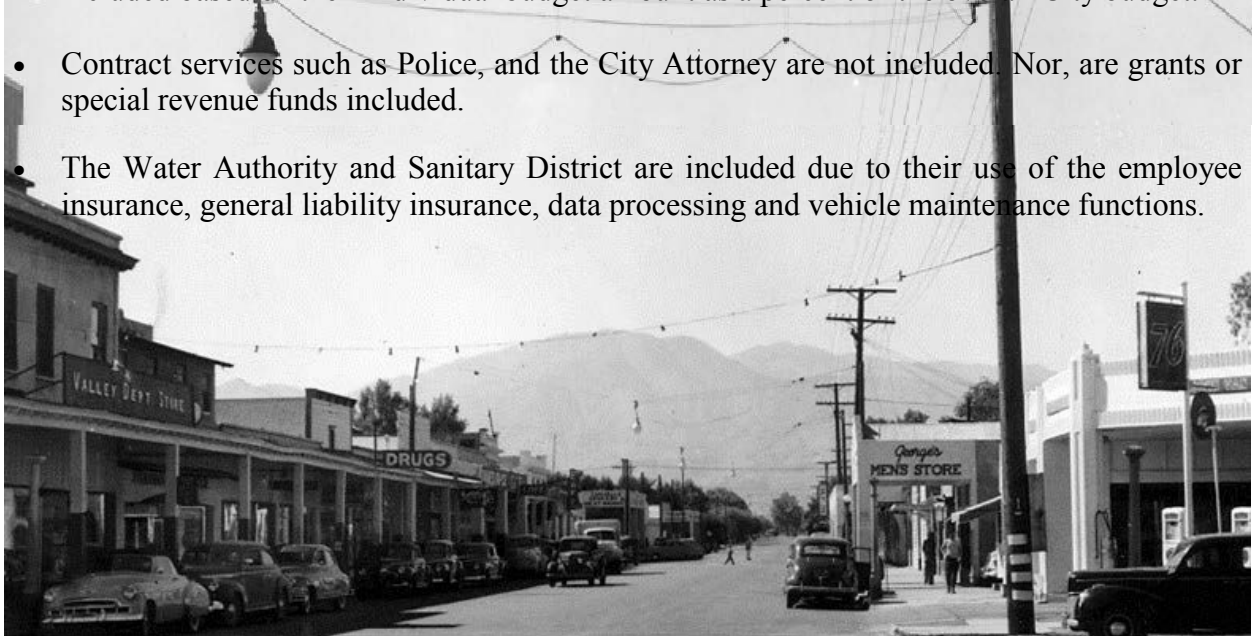 • Contract services such as Police, and the City Attorney are not included. Nor, are grants or
special revenue funds included.
• The Water Authority and Sanitary District are included due to their use of the employee
insurance, general liability insurance, data processing and vehicle maintenance functions.
76
VALLEY DEPT STORE
George's
MENS STORE
DRUGS